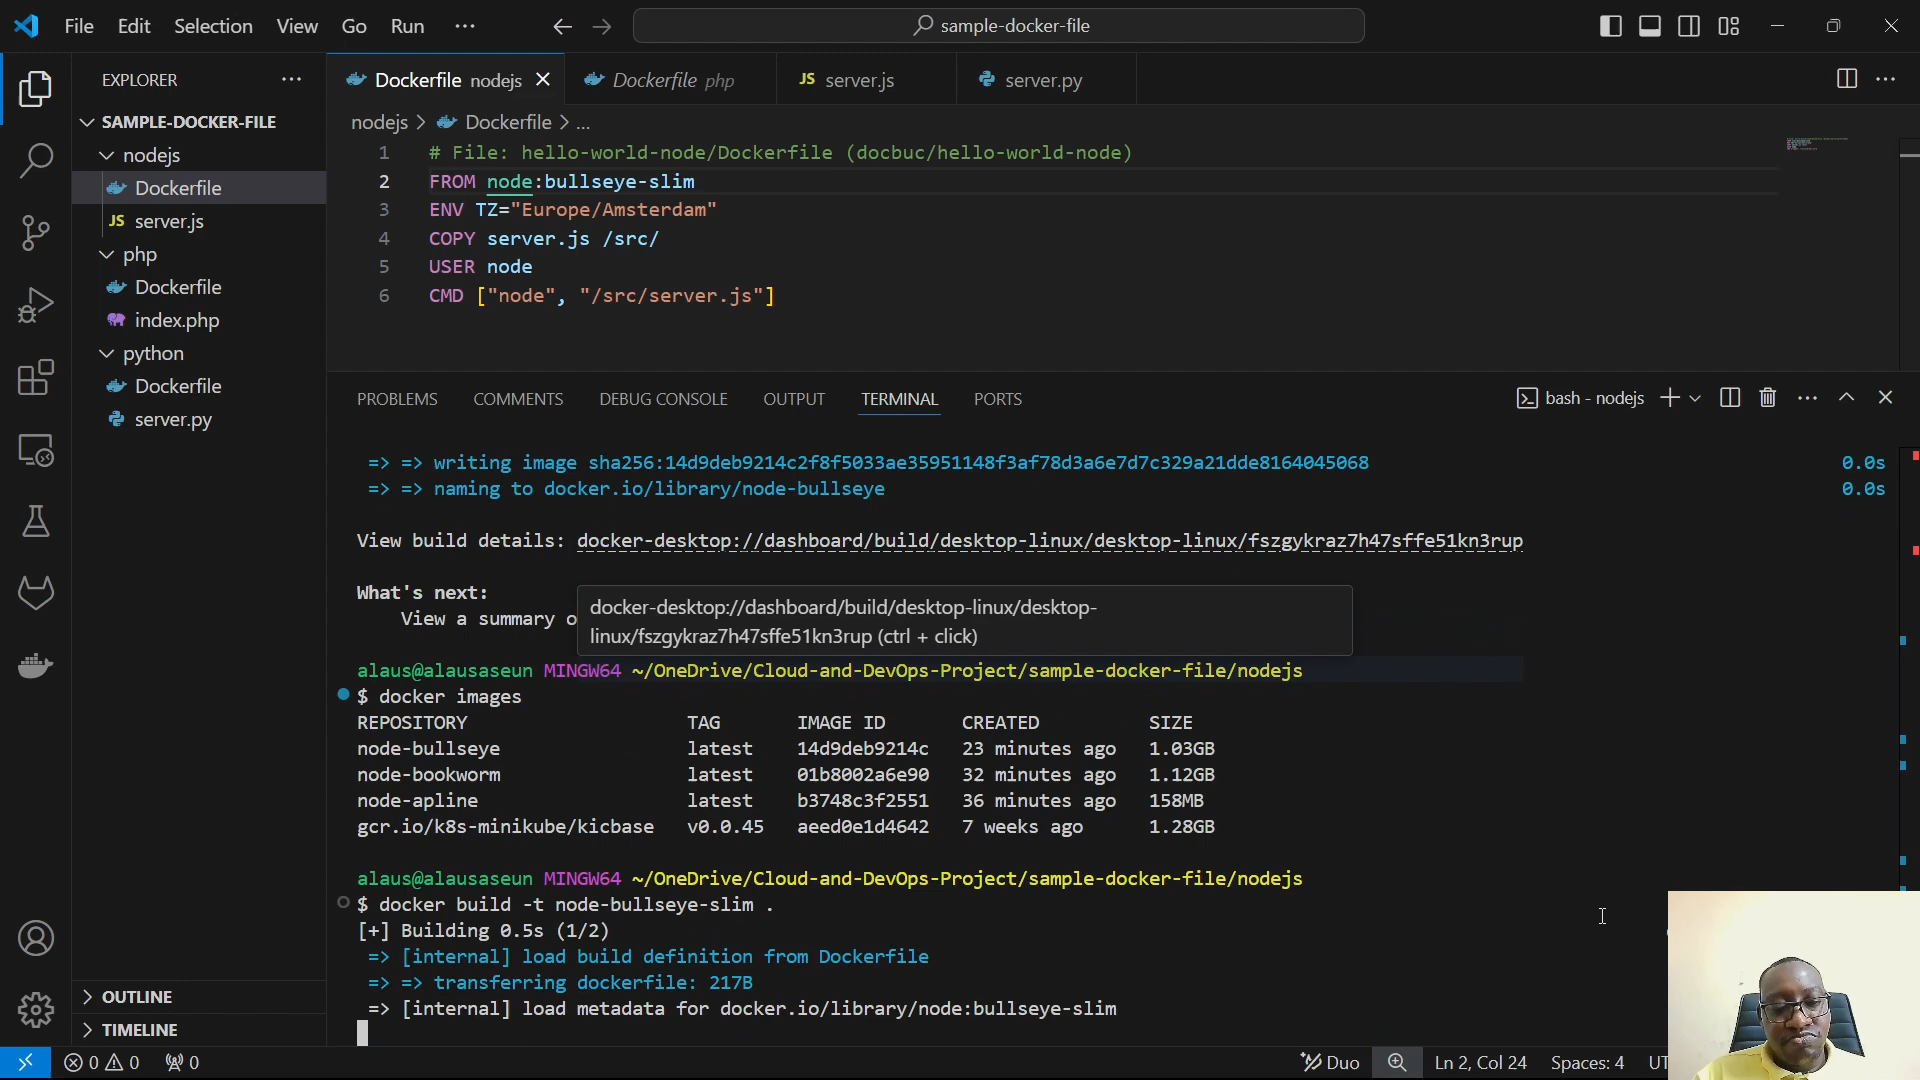 File Edit Selection View Go Run ··· sample-docker-file
EXPLORER ···
SAMPLE-DOCKER-FILE
nodejs
Dockerfile
JS server.js
php
Dockerfile
index.php
python
Dockerfile
server.py
OUTLINE
TIMELINE
Dockerfile nodejs Dockerfile php JS server.js server.py
nodejs > Dockerfile > ...
1 # File: hello-world-node/Dockerfile (docbuc/hello-world-node)
2 FROM node:bullseye-slim
3 ENV TZ="Europe/Amsterdam"
4 COPY server.js /src/
5 USER node
6 CMD ["node", "/src/server.js"]
PROBLEMS COMMENTS DEBUG CONSOLE OUTPUT TERMINAL PORTS bash - nodejs
=> => writing image sha256:14d9deb9214c2f8f5033ae35951148f3af78d3a6e7d7c329a21dde8164045068 0.0s
=> => naming to docker.io/library/node-bullseye 0.0s
View build details: docker-desktop://dashboard/build/desktop-linux/desktop-linux/fszgykraz7h47sffe51kn3rup
What's next:
View a summary o
docker-desktop://dashboard/build/desktop-linux/desktop-
linux/fszgykraz7h47sffe51kn3rup (ctrl + click)
alaus@alausaseun MINGW64 ~/OneDrive/Cloud-and-DevOps-Project/sample-docker-file/nodejs
$ docker images
REPOSITORY TAG IMAGE ID CREATED SIZE
node-bullseye latest 14d9deb9214c 23 minutes ago 1.03GB
node-bookworm latest 01b8002a6e90 32 minutes ago 1.12GB
node-apline latest b3748c3f2551 36 minutes ago 158MB
gcr.io/k8s-minikube/kicbase v0.0.45 aeed0e1d4642 7 weeks ago 1.28GB
alaus@alausaseun MINGW64 ~/OneDrive/Cloud-and-DevOps-Project/sample-docker-file/nodejs
$ docker build -t node-bullseye-slim .
[+] Building 0.5s (1/2)
=> [internal] load build definition from Dockerfile
=> => transferring dockerfile: 217B
=> [internal] load metadata for docker.io/library/node:bullseye-slim
0 0 0 Duo Ln 2, Col 24 Spaces: 4 UT